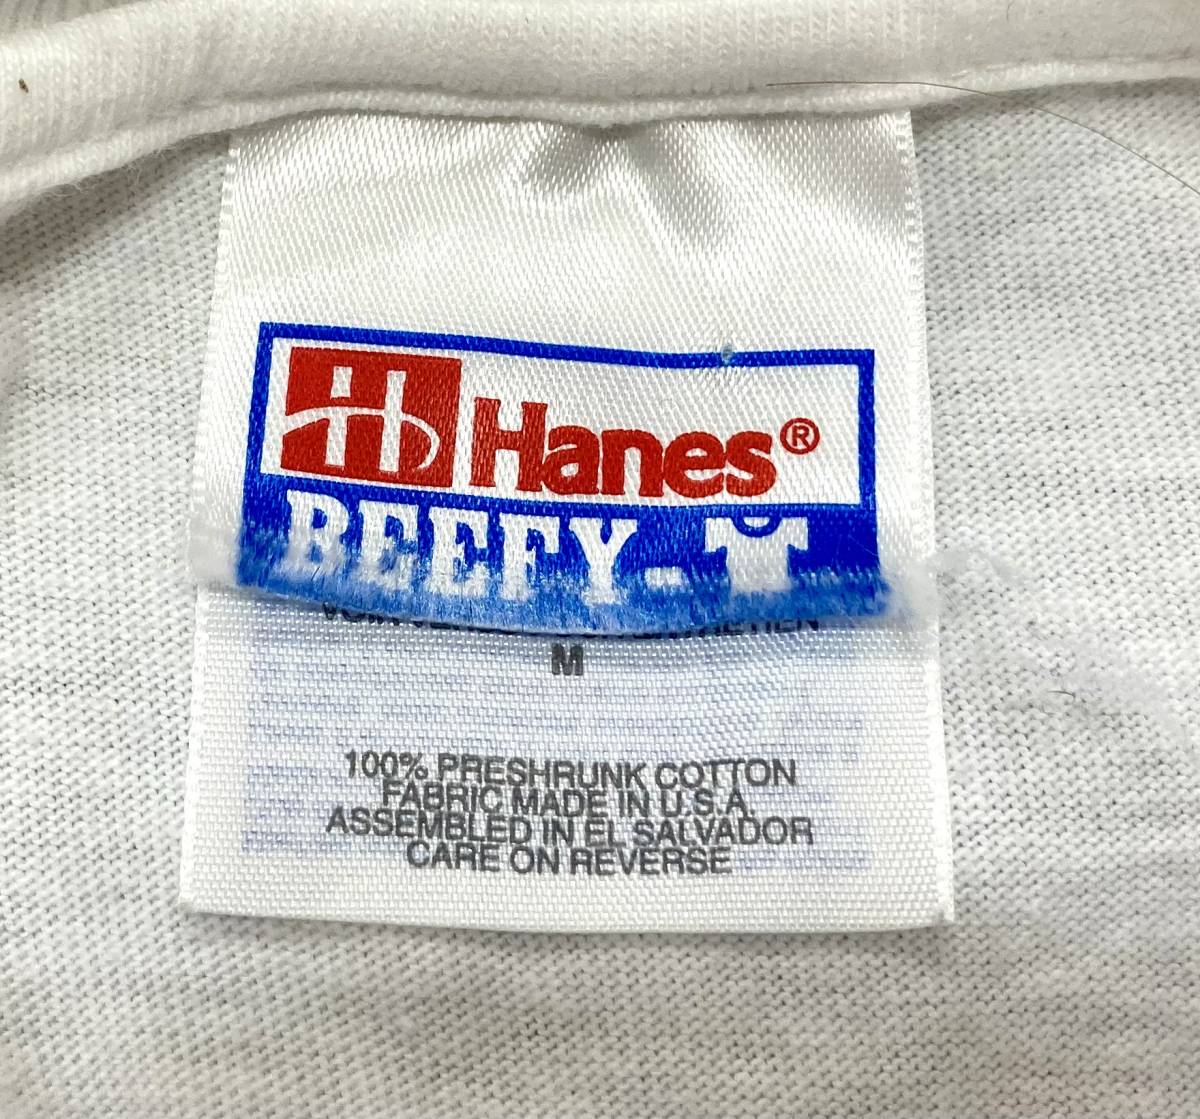 Hanes®
BEEFY-T
M
100% PRESHRUNK COTTON
FABRIC MADE IN U.S.A.
ASSEMBLED IN EL SALVADOR
CARE ON REVERSE